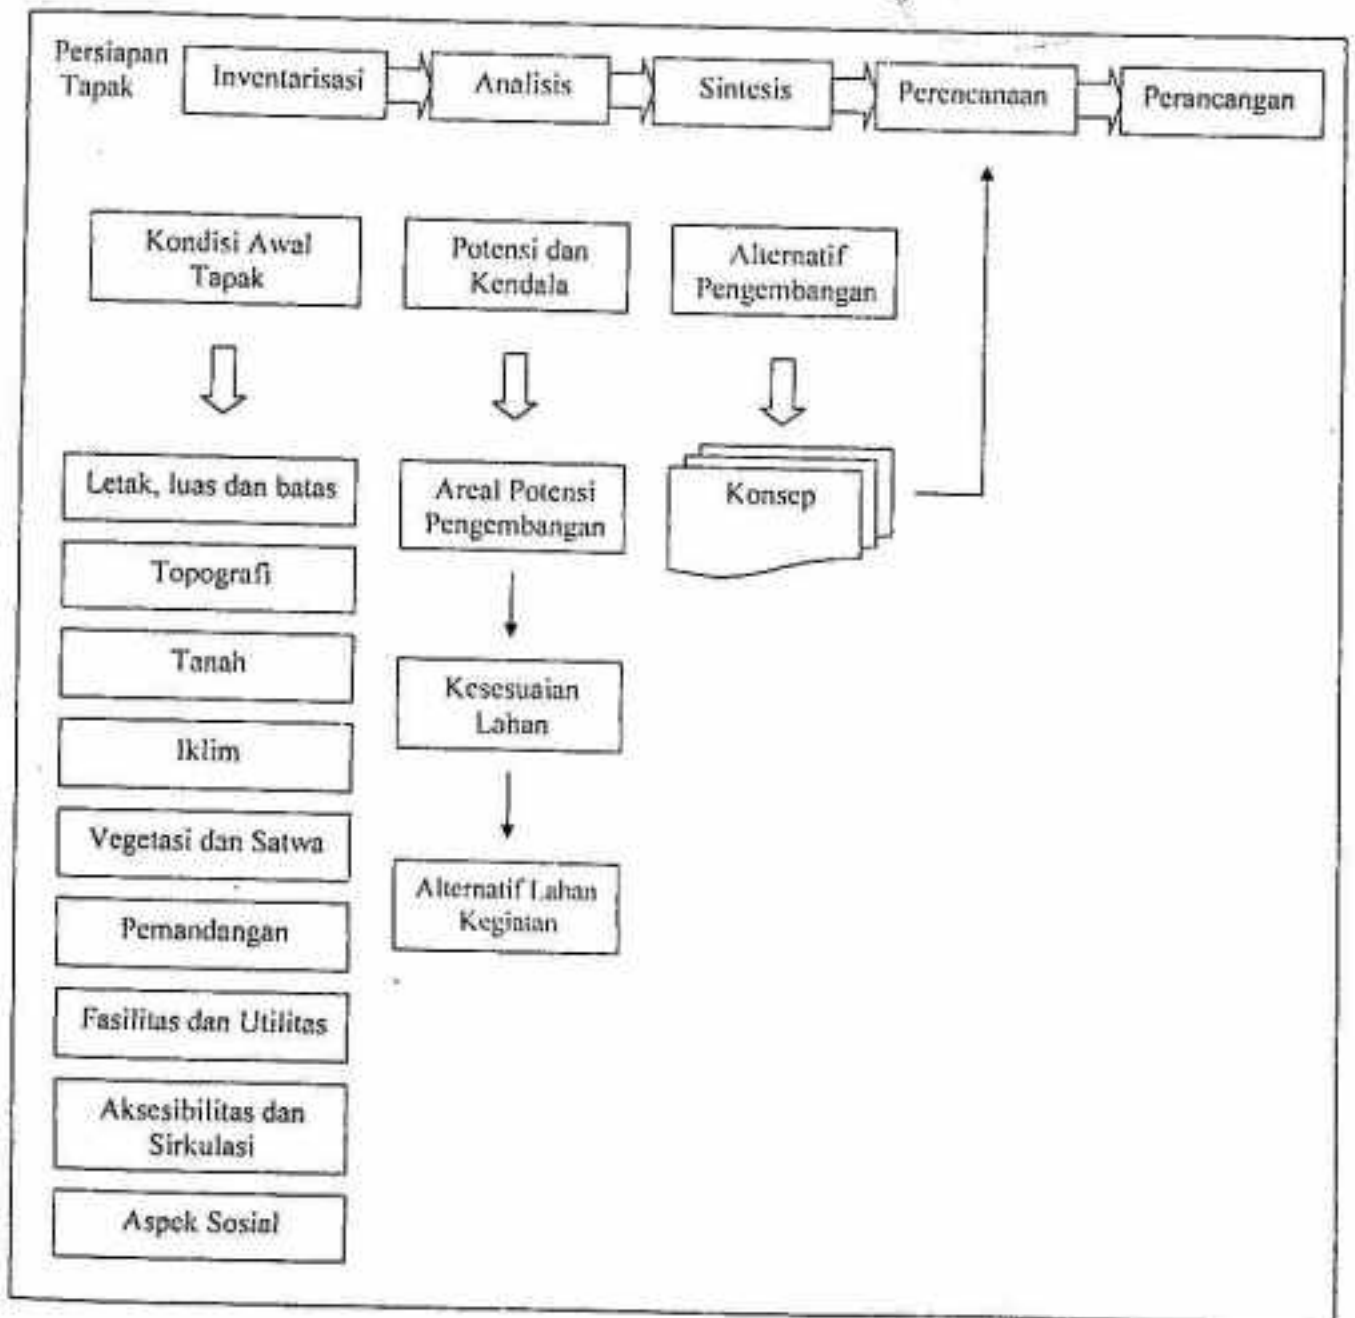 Persiapan
Tapak
Inventarisasi
Analisis
Sintesis
Perencanaan
Perancangan
Kondisi Awal
Tapak
Potensi dan
Kendala
Alternatif
Pengembangan
Letak, luas dan batas
Topografi
Tanah
Iklim
Vegetasi dan Satwa
Pemandangan
Fasilitas dan Utilitas
Aksesibilitas dan
Sirkulasi
Aspek Sosial
Areal Potensi
Pengembangan
Kesesuaian
Lahan
Alternatif Lahan
Kegiatan
Konsep